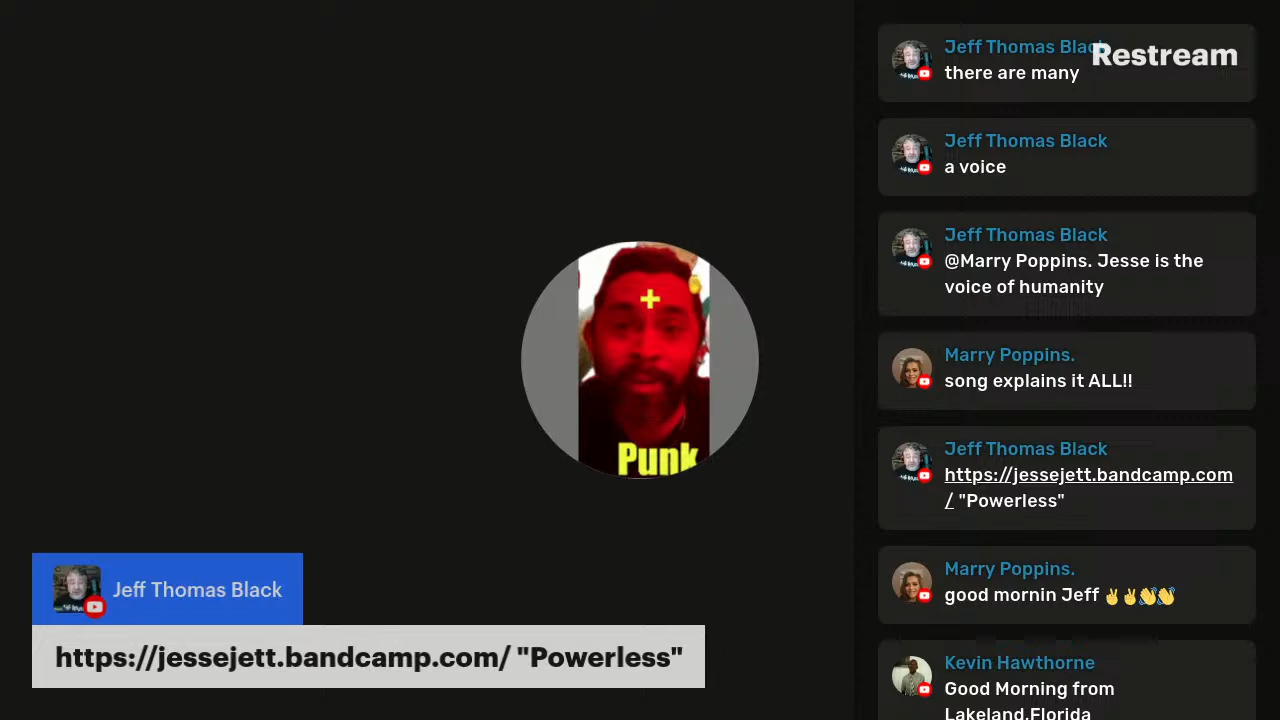 Jeff Thomas Black
Restream
there are many
Jeff Thomas Black
a voice
Jeff Thomas Black
@Marry Poppins. Jesse is the
voice of humanity
Marry Poppins.
song explains it ALL!!
Jeff Thomas Black
https://jessejett.bandcamp.com
/ "Powerless"
Marry Poppins.
good mornin Jeff ✌️✌️👋👋
Kevin Hawthorne
Good Morning from
Lakeland,Florida
+
Punk
Jeff Thomas Black
https://jessejett.bandcamp.com/ "Powerless"